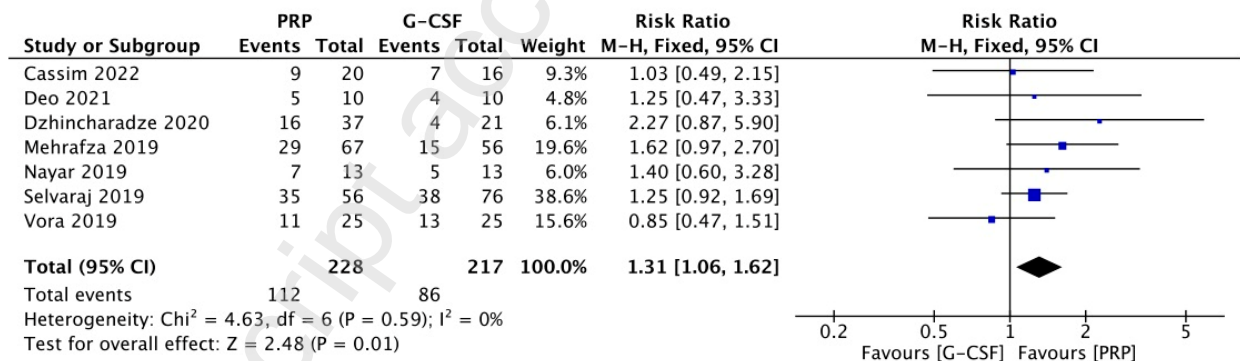 PRP G-CSF Risk Ratio Risk Ratio
Study or Subgroup Events Total Events Total Weight M-H, Fixed, 95% CI M-H, Fixed, 95% CI
Cassim 2022 9 20 7 16 9.3% 1.03 [0.49, 2.15]
Deo 2021 5 10 4 10 4.8% 1.25 [0.47, 3.33]
Dzhincharadze 2020 16 37 4 21 6.1% 2.27 [0.87, 5.90]
Mehrafza 2019 29 67 15 56 19.6% 1.62 [0.97, 2.70]
Nayar 2019 7 13 5 13 6.0% 1.40 [0.60, 3.28]
Selvaraj 2019 35 56 38 76 38.6% 1.25 [0.92, 1.69]
Vora 2019 11 25 13 25 15.6% 0.85 [0.47, 1.51]
Total (95% CI) 228 217 100.0% 1.31 [1.06, 1.62]
Total events 112 86
Heterogeneity: Chi² = 4.63, df = 6 (P = 0.59); I² = 0%
Test for overall effect: Z = 2.48 (P = 0.01)
0.2 0.5 1 2 5
Favours [G-CSF] Favours [PRP]